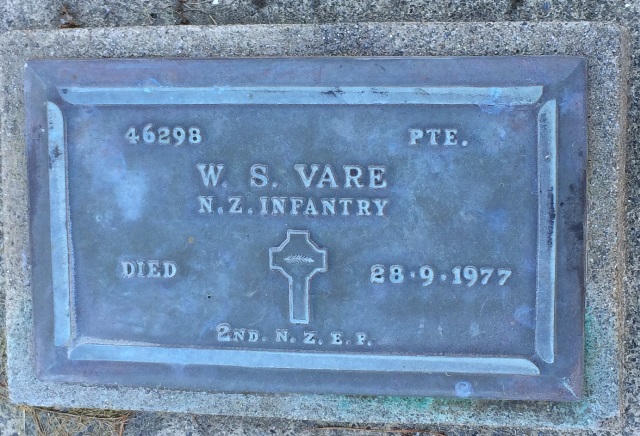 46298 PTE.
W. S. VARE
N.Z. INFANTRY
DIED 28·9·1977
2ND. N. Z. E. F.